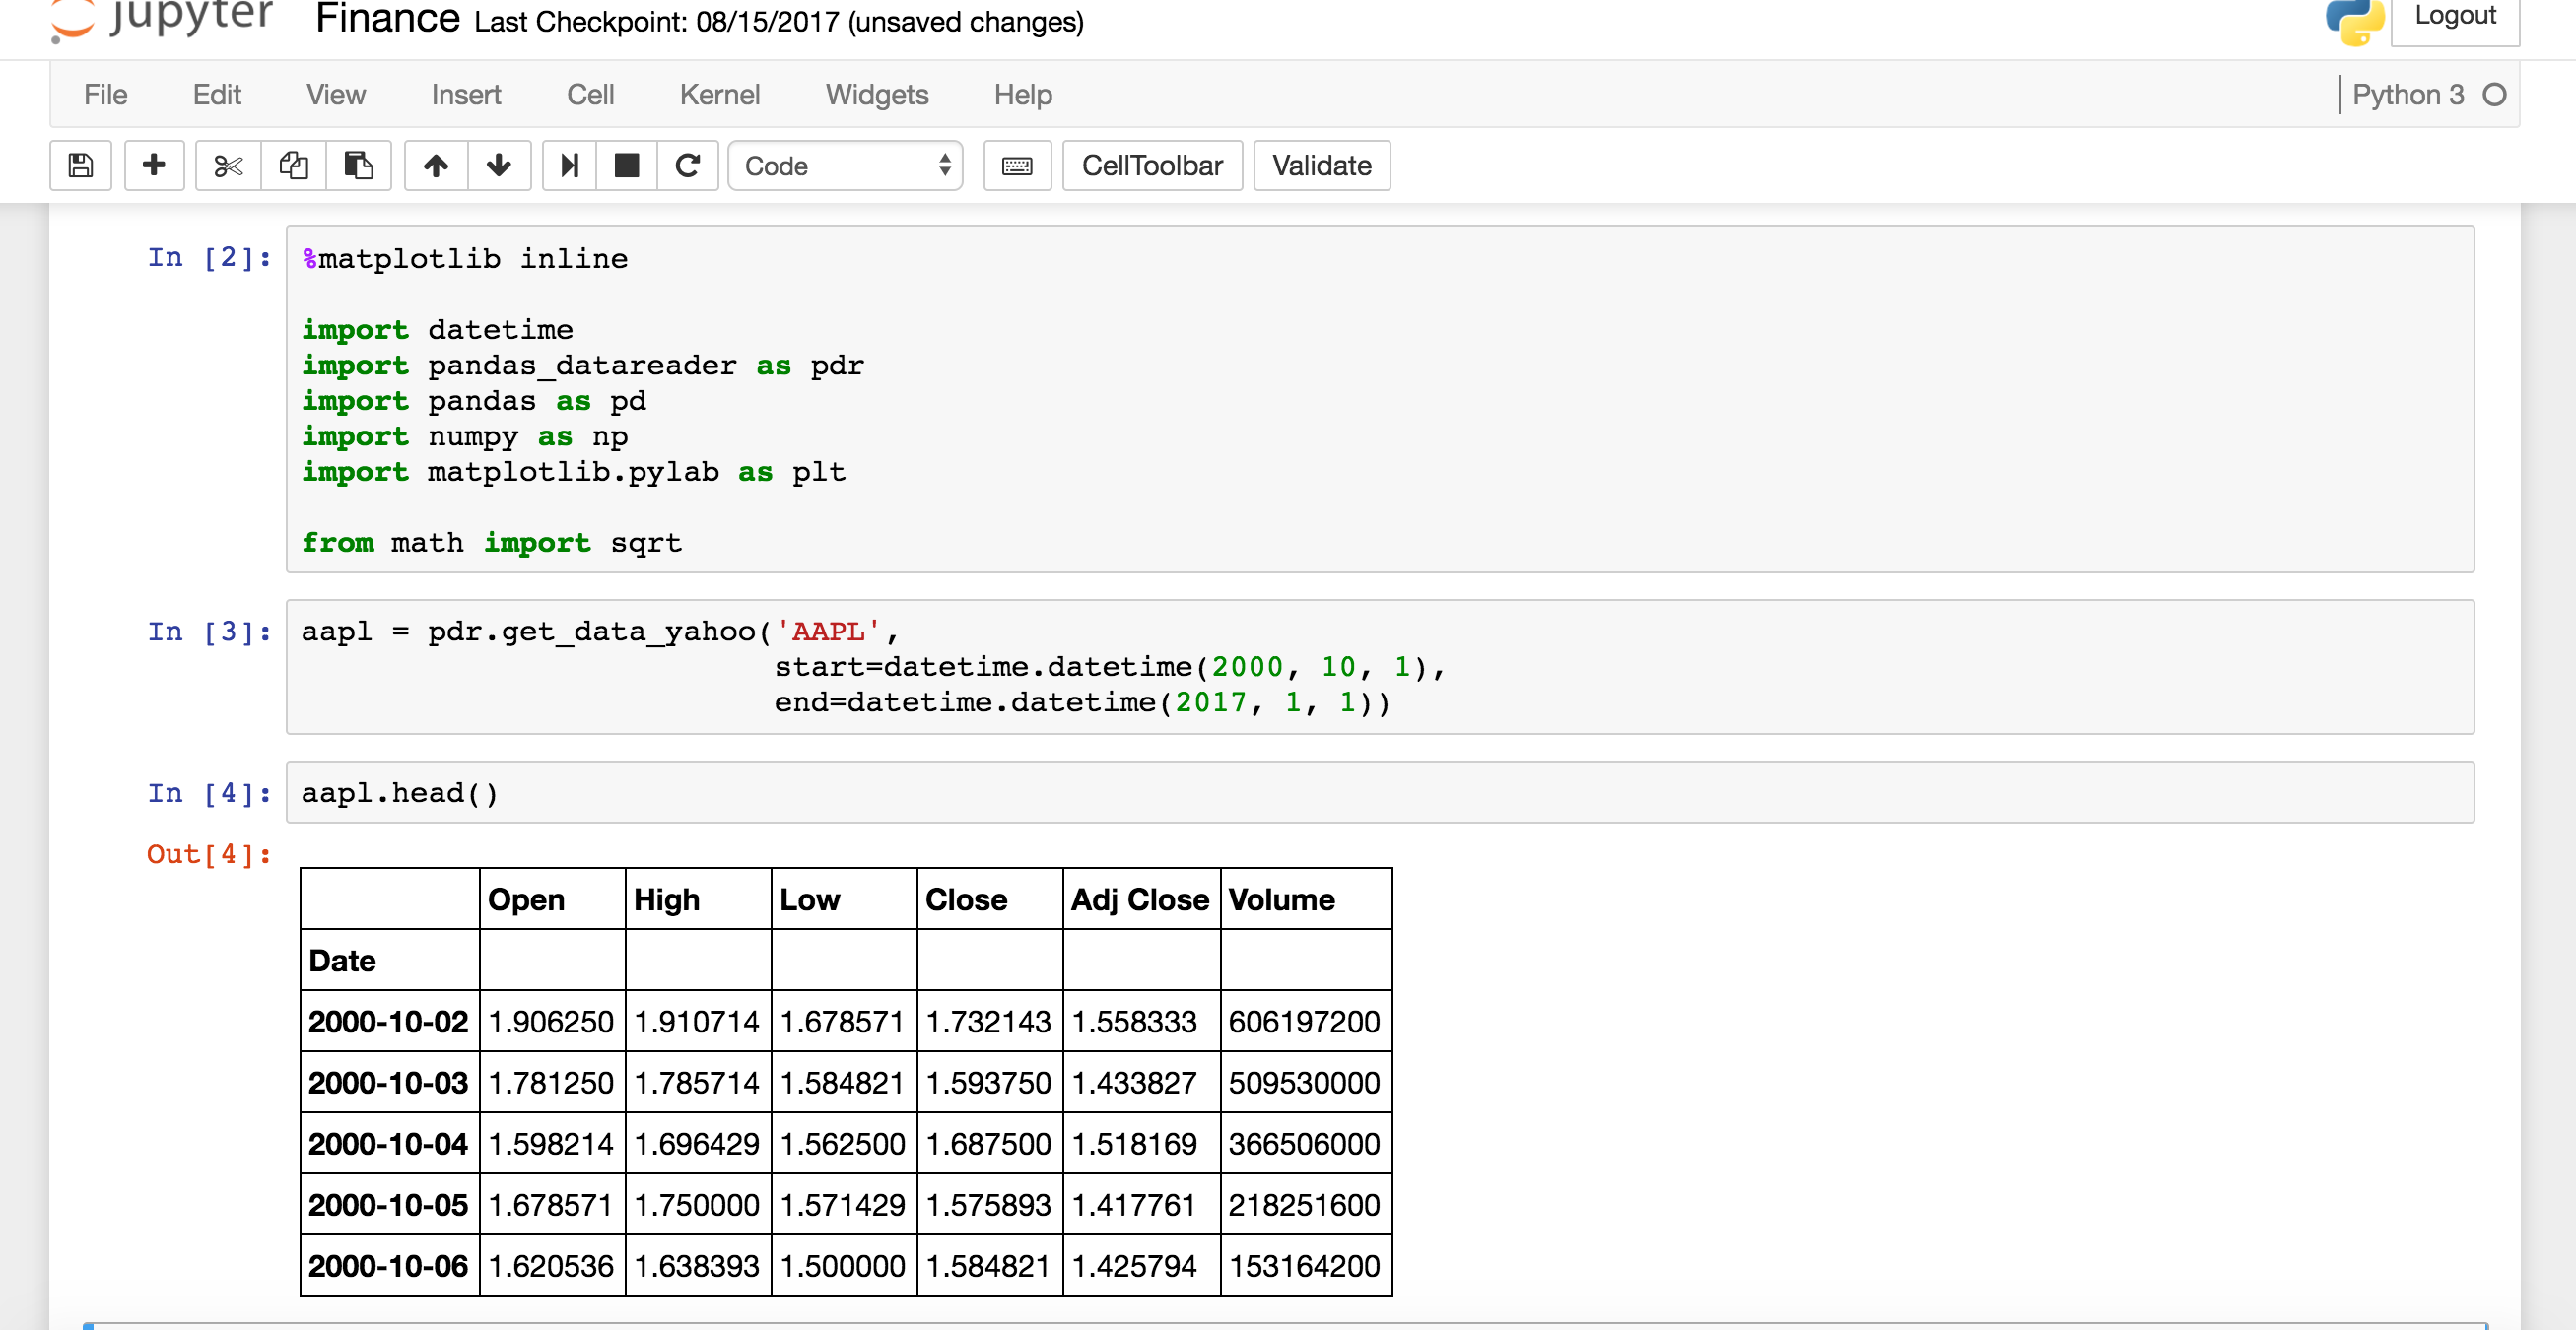 jupyter Finance Last Checkpoint: 08/15/2017 (unsaved changes) Logout
File Edit View Insert Cell Kernel Widgets Help Python 3
Code CellToolbar Validate
In [2]: %matplotlib inline
import datetime
import pandas_datareader as pdr
import pandas as pd
import numpy as np
import matplotlib.pylab as plt
from math import sqrt
In [3]: aapl = pdr.get_data_yahoo('AAPL',
start=datetime.datetime(2000, 10, 1),
end=datetime.datetime(2017, 1, 1))
In [4]: aapl.head()
Out[4]:
Open High Low Close Adj Close Volume
Date
2000-10-02 1.906250 1.910714 1.678571 1.732143 1.558333 606197200
2000-10-03 1.781250 1.785714 1.584821 1.593750 1.433827 509530000
2000-10-04 1.598214 1.696429 1.562500 1.687500 1.518169 366506000
2000-10-05 1.678571 1.750000 1.571429 1.575893 1.417761 218251600
2000-10-06 1.620536 1.638393 1.500000 1.584821 1.425794 153164200